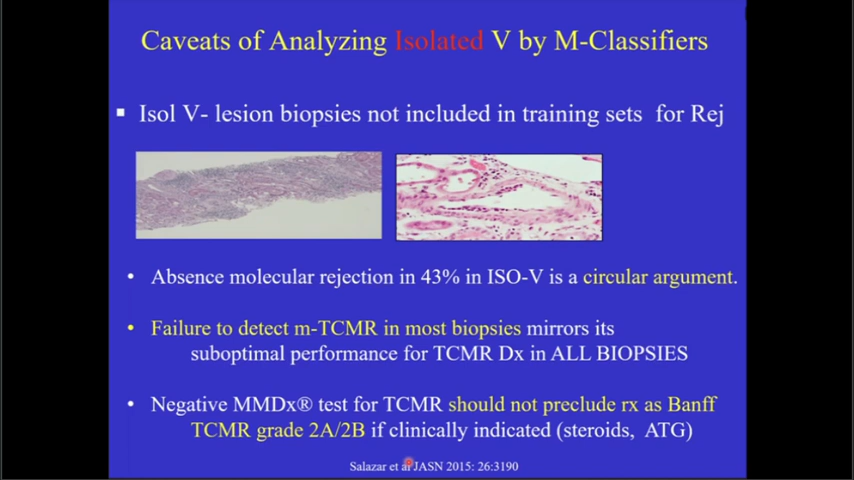 Caveats of Analyzing Isolated V by M-Classifiers
▪ Isol V- lesion biopsies not included in training sets for Rej
• Absence molecular rejection in 43% in ISO-V is a circular argument.
• Failure to detect m-TCMR in most biopsies mirrors its
suboptimal performance for TCMR Dx in ALL BIOPSIES
• Negative MMDx® test for TCMR should not preclude rx as Banff
TCMR grade 2A/2B if clinically indicated (steroids, ATG)
Salazar et al JASN 2015: 26:3190